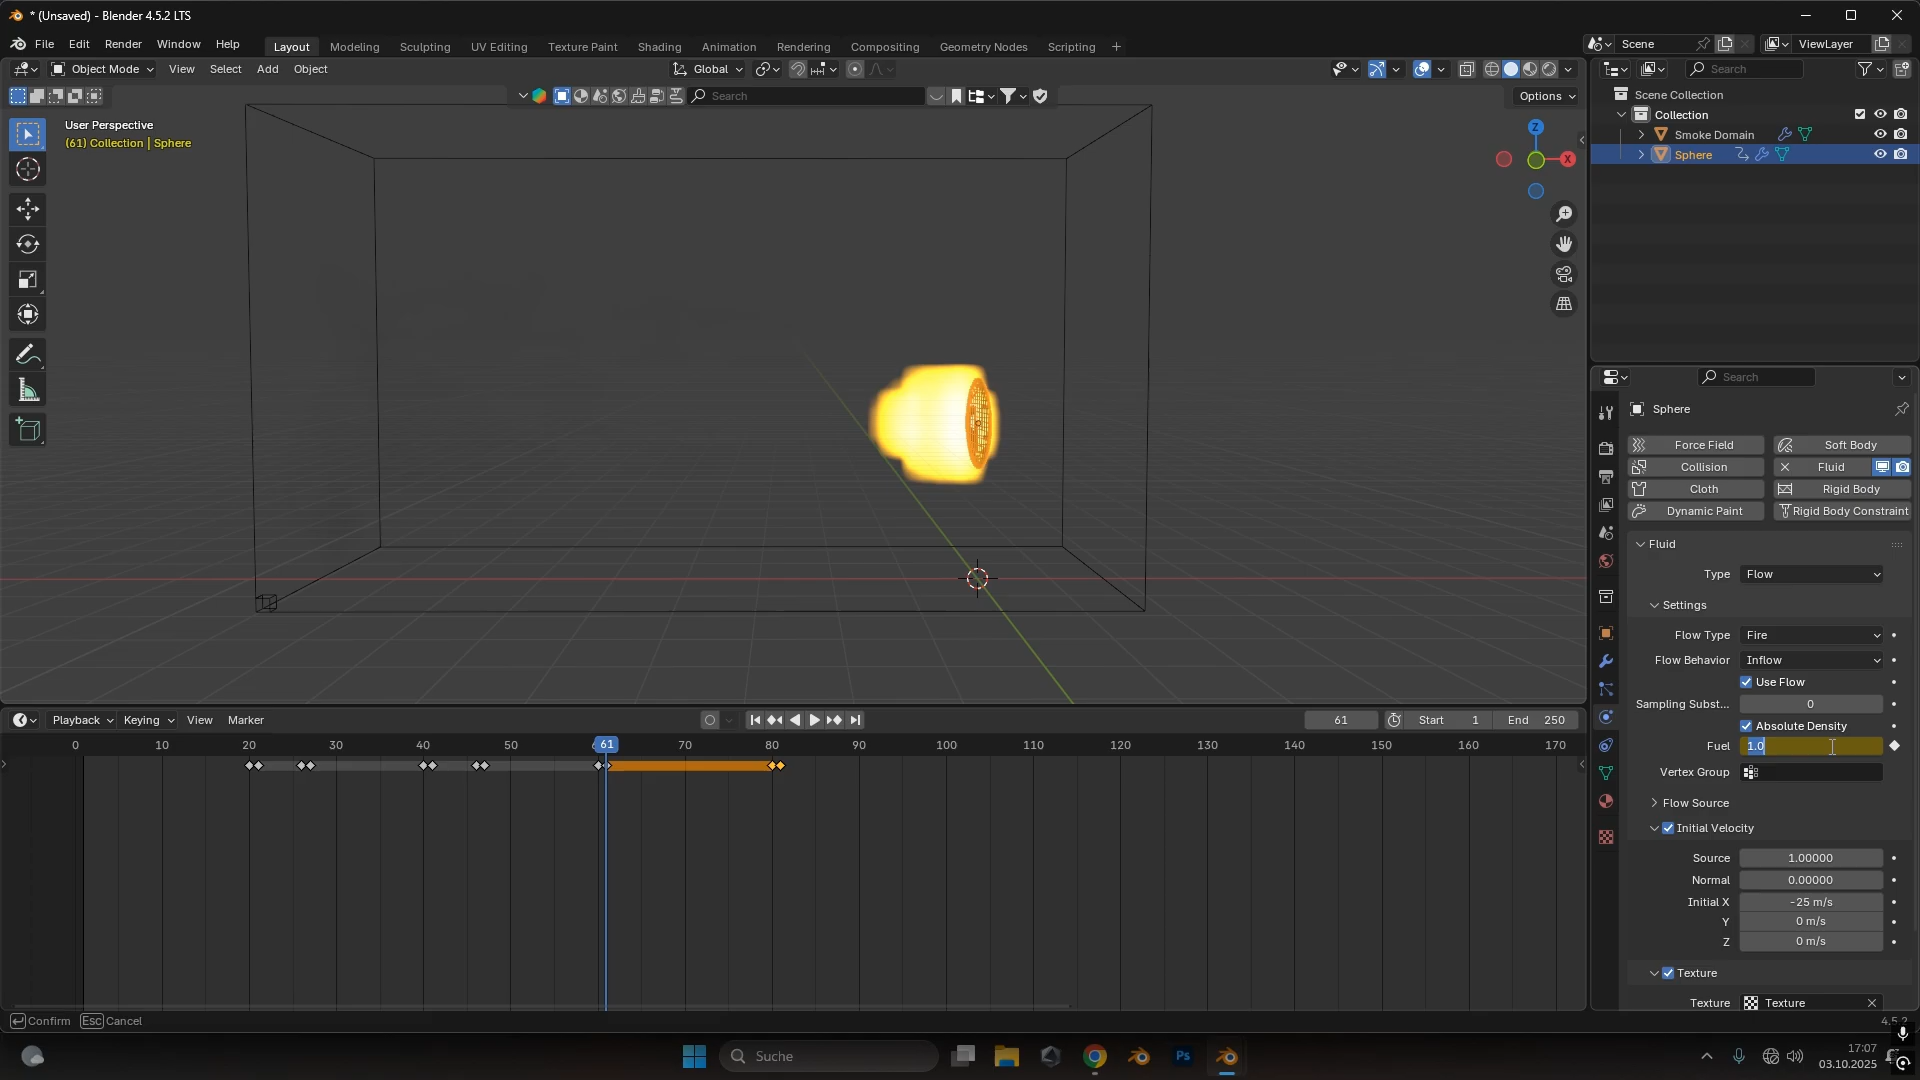 * (Unsaved) - Blender 4.5.2 LTS
File Edit Render Window Help
Layout Modeling Sculpting UV Editing Texture Paint Shading Animation Rendering Compositing Geometry Nodes Scripting +
Scene
ViewLayer
Object Mode View Select Add Object
Global
Search
Search
Options
User Perspective
(61) Collection | Sphere
Z
X
Scene Collection
Collection
Smoke Domain
Sphere
Search
Sphere
Force Field Soft Body
Collision Fluid
Cloth Rigid Body
Dynamic Paint Rigid Body Constraint
Fluid
Type Flow
Settings
Flow Type Fire
Flow Behavior Inflow
Use Flow
Sampling Subst... 0
Absolute Density
Fuel 1.0
Vertex Group
Flow Source
Initial Velocity
Source 1.00000
Normal 0.00000
Initial X -25 m/s
Y 0 m/s
Z 0 m/s
Texture
Texture Texture
Playback Keying View Marker
61 Start 1 End 250
0 10 20 30 40 50 61 70 80 90 100 110 120 130 140 150 160 170
Confirm Esc Cancel
4.5.2
Suche
Ps
17:07
03.10.2025